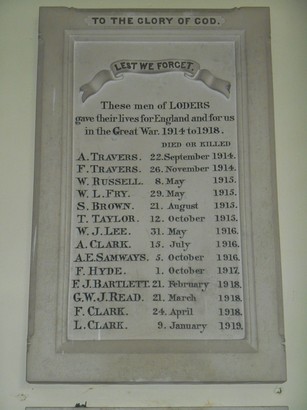 TO THE GLORY OF GOD.
LEST WE FORGET.
These men of LODERS
gave their lives for England and for us
in the Great War. 1914 to 1918.
DIED OR KILLED
A. TRAVERS. 22. September 1914.
F. TRAVERS. 26. November 1914.
W. RUSSELL. 8. May 1915.
W. L. FRY. 29. May 1915.
S. BROWN. 21. August 1915.
T. TAYLOR. 12. October 1915.
W. J. LEE. 31. May 1916.
A. CLARK. 15. July 1916.
A. E. SAMWAYS. 5. October 1916.
F. HYDE. 1. October 1917.
F. J. BARTLETT. 21. February 1918.
G. W. J. READ. 21. March 1918.
F. CLARK. 24. April 1918.
L. CLARK. 9. January 1919.